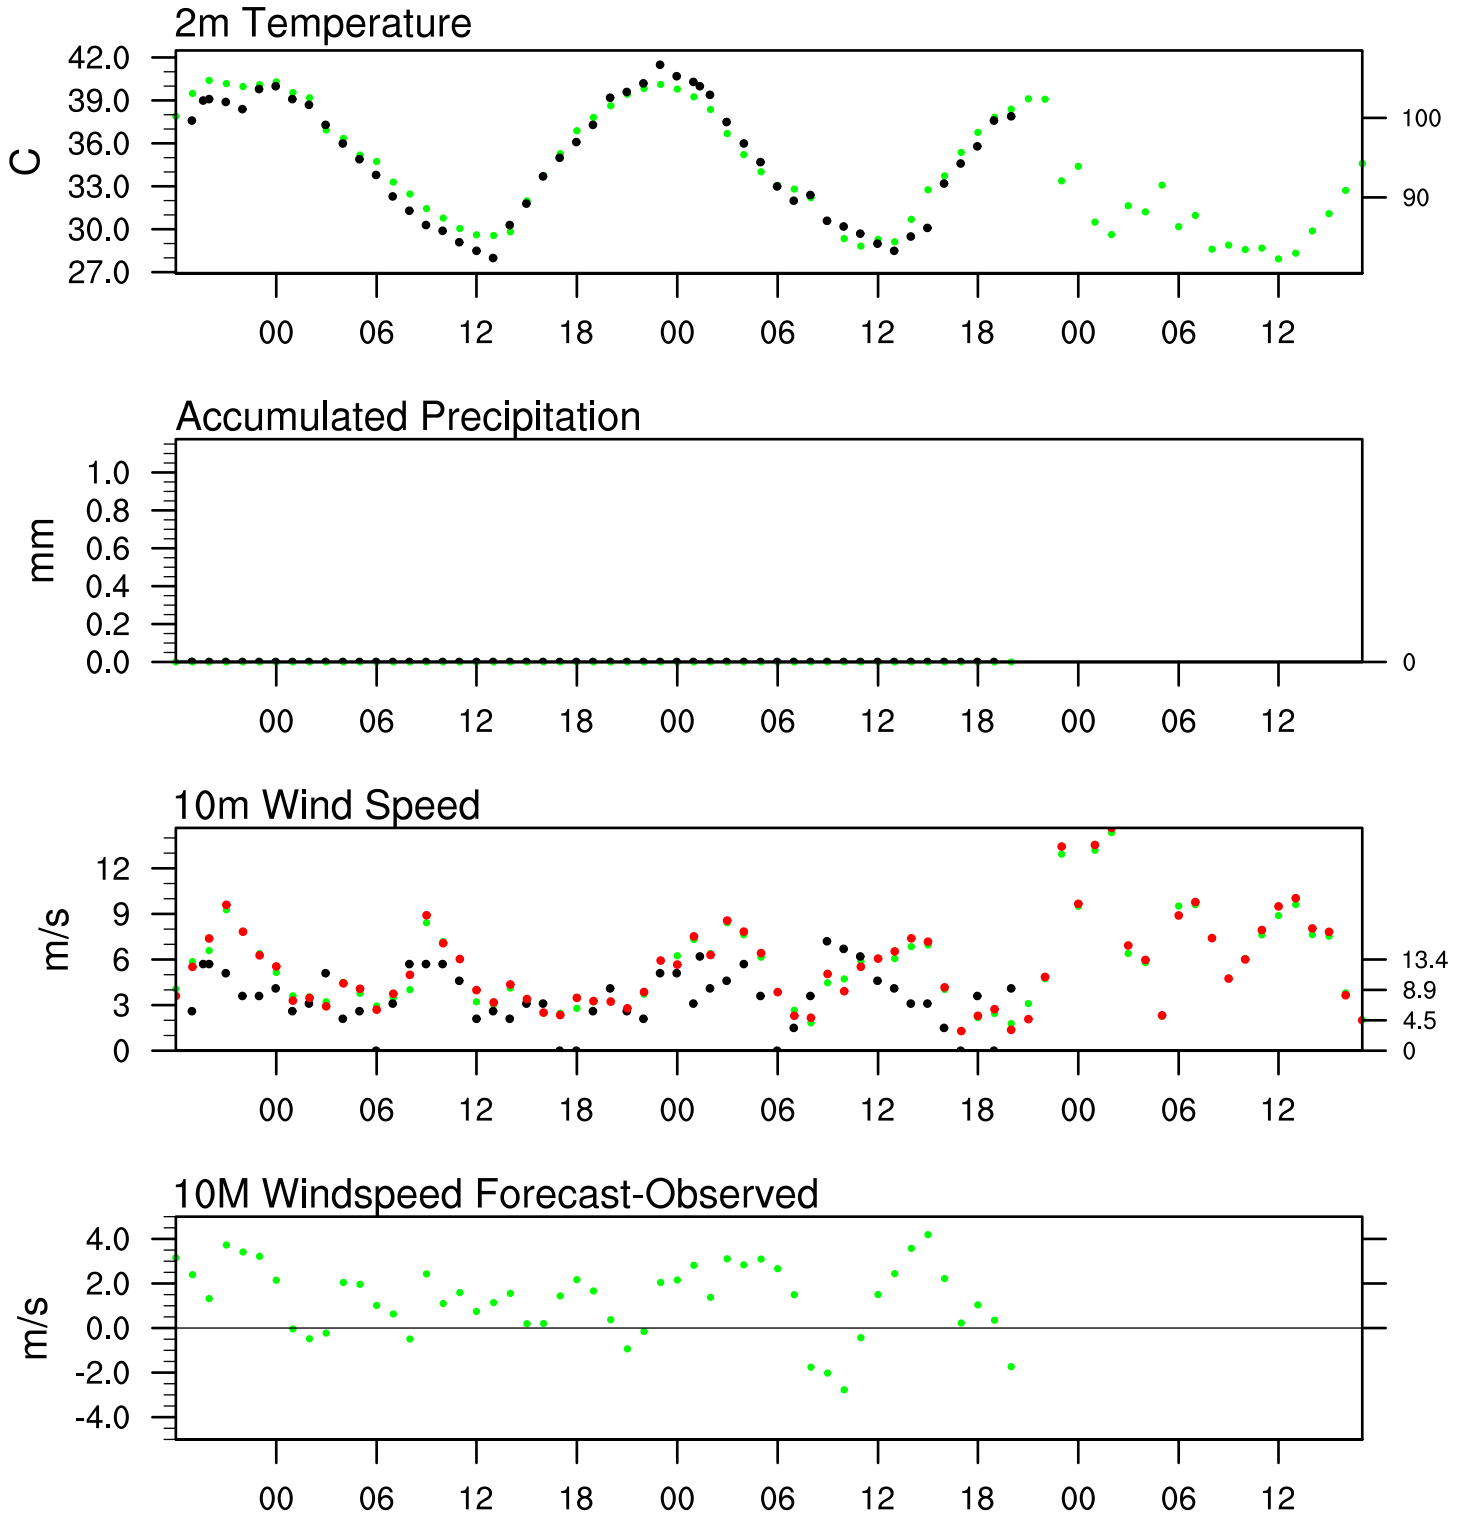 2m Temperature
42.0
39.0
36.0
33.0
30.0
27.0
C
100
90
00 06 12 18 00 06 12 18 00 06 12
Accumulated Precipitation
1.0
0.8
0.6
0.4
0.2
0.0
mm
0
00 06 12 18 00 06 12 18 00 06 12
10m Wind Speed
12
9
6
3
0
m/s
13.4
8.9
4.5
0
00 06 12 18 00 06 12 18 00 06 12
10M Windspeed Forecast-Observed
4.0
2.0
0.0
-2.0
-4.0
m/s
00 06 12 18 00 06 12 18 00 06 12